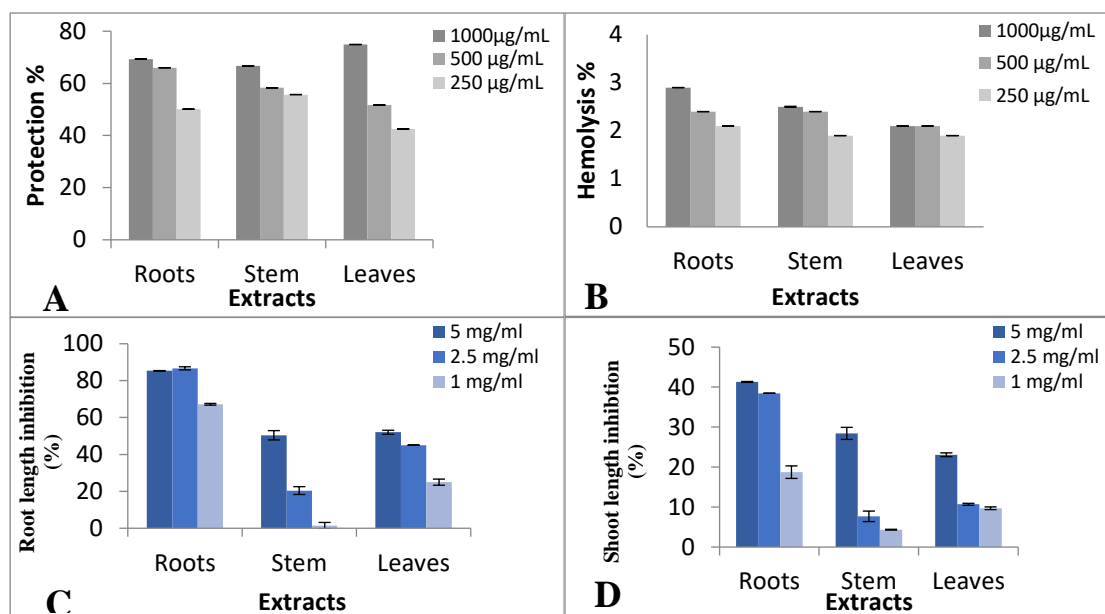 80
60
40
20
0
Protection %
1000µg/mL
500 µg/mL
250 µg/mL
Roots
Stem
Leaves
Extracts
A
4
3
2
1
0
Hemolysis %
1000µg/mL
500 µg/mL
250 µg/mL
Roots
Stem
Leaves
Extracts
B
100
80
60
40
20
0
Root length inhibition
(%)
5 mg/ml
2.5 mg/ml
1 mg/ml
Roots
Stem
Leaves
Extracts
C
50
40
30
20
10
0
Shoot length inhibtion
(%)
5 mg/ml
2.5 mg/ml
1 mg/ml
Roots
Stem
Leaves
Extracts
D